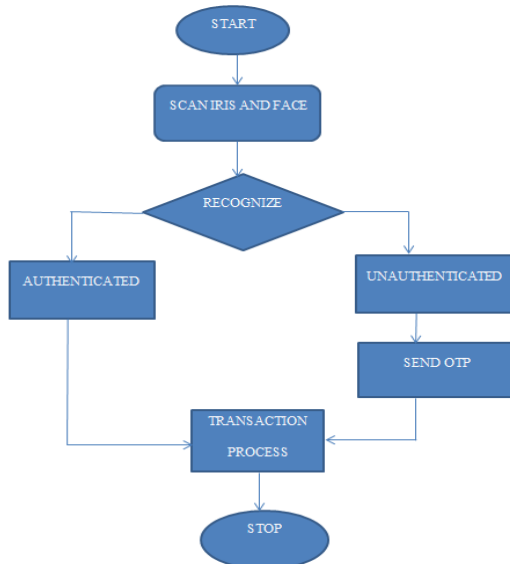 START
SCAN IRIS AND FACE
RECOGNIZE
AUTHENTICATED
UNAUTHENTICATED
SEND OTP
TRANSACTION
PROCESS
STOP